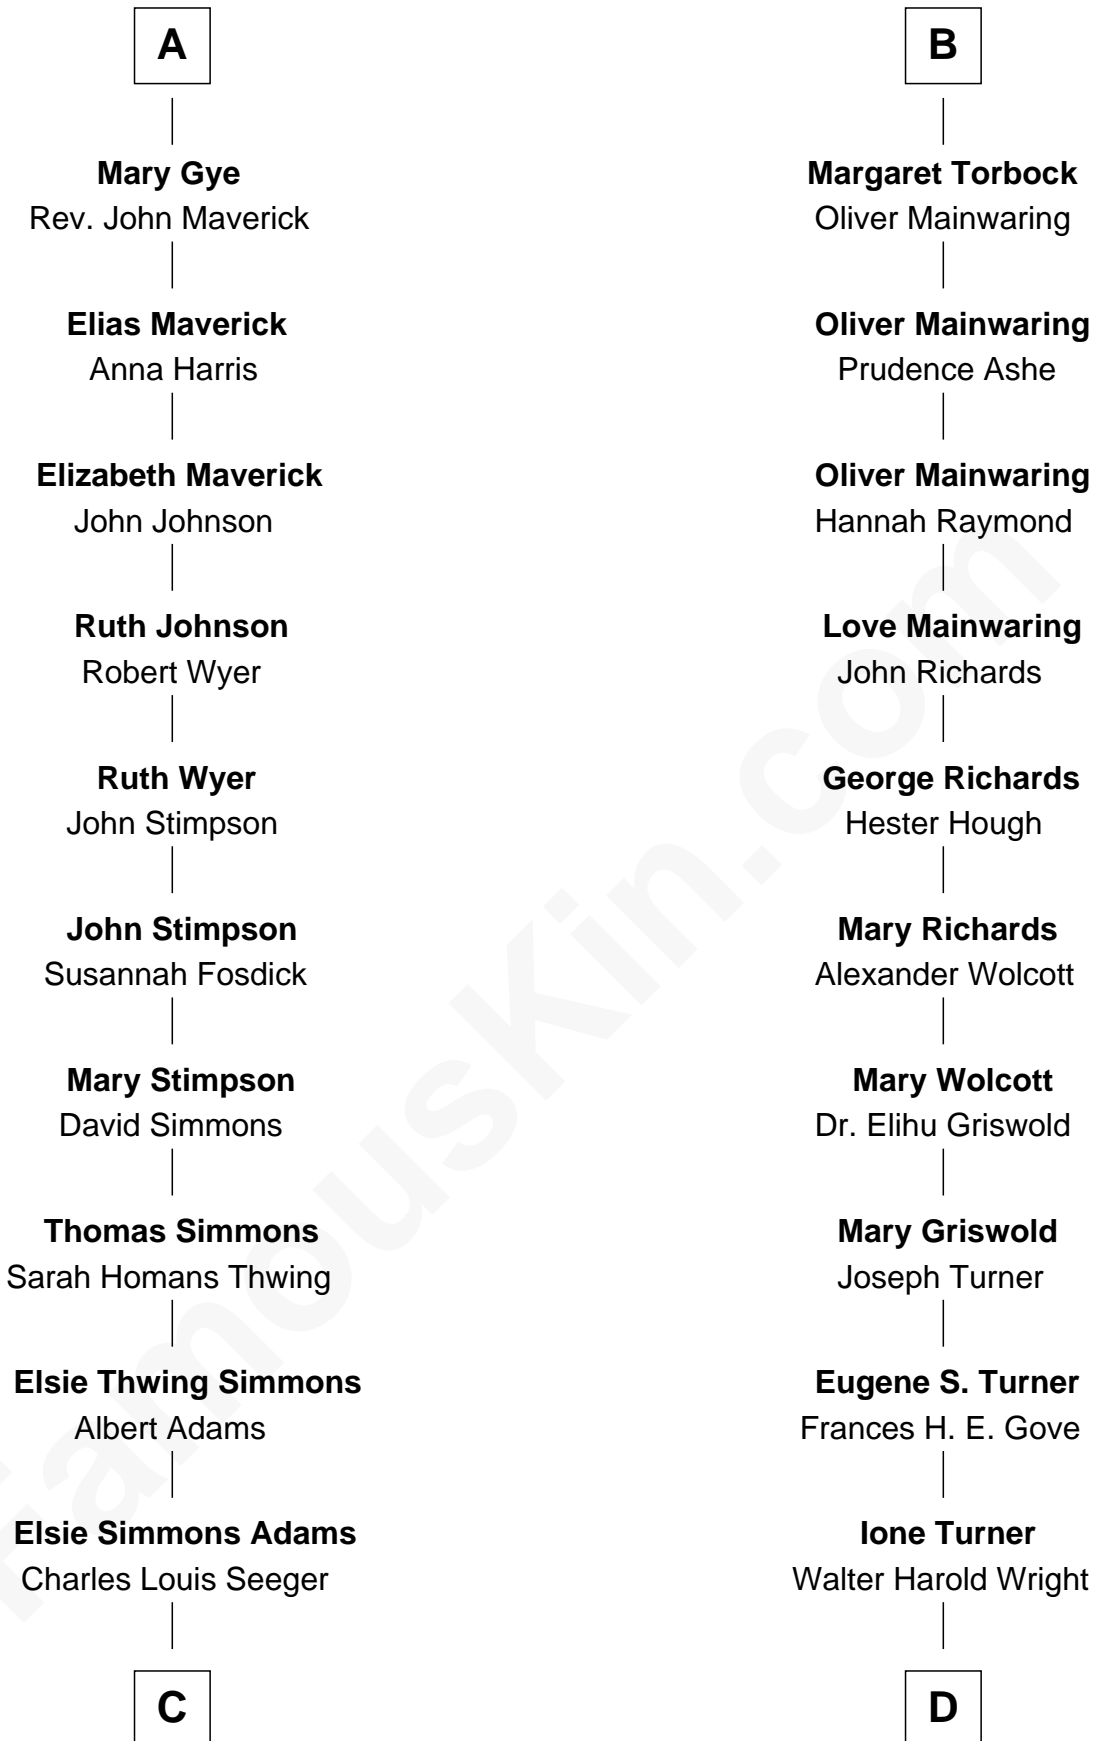 A
Mary Gye
Rev. John Maverick
Elias Maverick
Anna Harris
Elizabeth Maverick
John Johnson
Ruth Johnson
Robert Wyer
Ruth Wyer
John Stimpson
John Stimpson
Susannah Fosdick
Mary Stimpson
David Simmons
Thomas Simmons
Sarah Homans Thwing
Elsie Thwing Simmons
Albert Adams
Elsie Simmons Adams
Charles Louis Seeger
C
B
Margaret Torbock
Oliver Mainwaring
Oliver Mainwaring
Prudence Ashe
Oliver Mainwaring
Hannah Raymond
Love Mainwaring
John Richards
George Richards
Hester Hough
Mary Richards
Alexander Wolcott
Mary Wolcott
Dr. Elihu Griswold
Mary Griswold
Joseph Turner
Eugene S. Turner
Frances H. E. Gove
Ione Turner
Walter Harold Wright
D
FamousKin.com